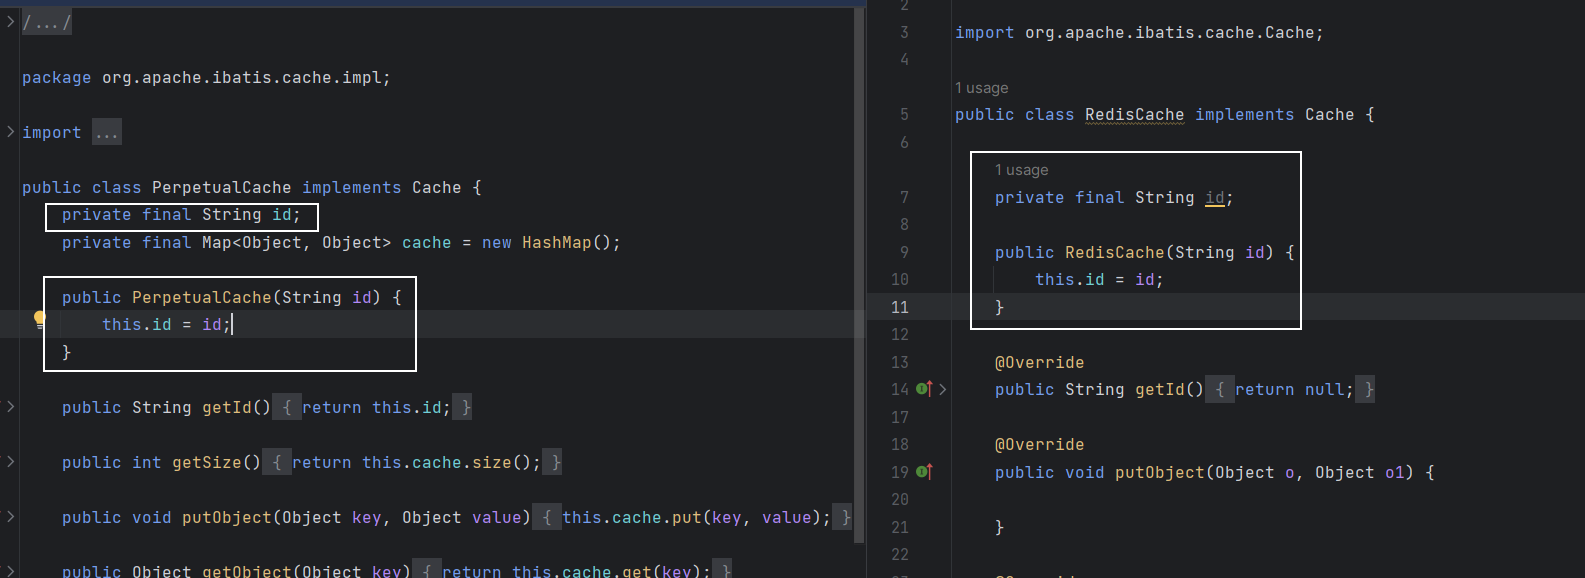 /.../
package org.apache.ibatis.cache.impl;
import ...
public class PerpetualCache implements Cache {
private final String id;
private final Map<Object, Object> cache = new HashMap();
public PerpetualCache(String id) {
this.id = id;
}
public String getId() { return this.id; }
public int getSize() { return this.cache.size(); }
public void putObject(Object key, Object value) { this.cache.put(key, value); }
public Object getObject(Object key) { return this.cache.get(key); }
2
3 import org.apache.ibatis.cache.Cache;
4
1 usage
5 public class RedisCache implements Cache {
6
1 usage
7 private final String id;
8
9 public RedisCache(String id) {
10 this.id = id;
11 }
12
13 @Override
14 public String getId() { return null; }
17
18 @Override
19 public void putObject(Object o, Object o1) {
20
21 }
22